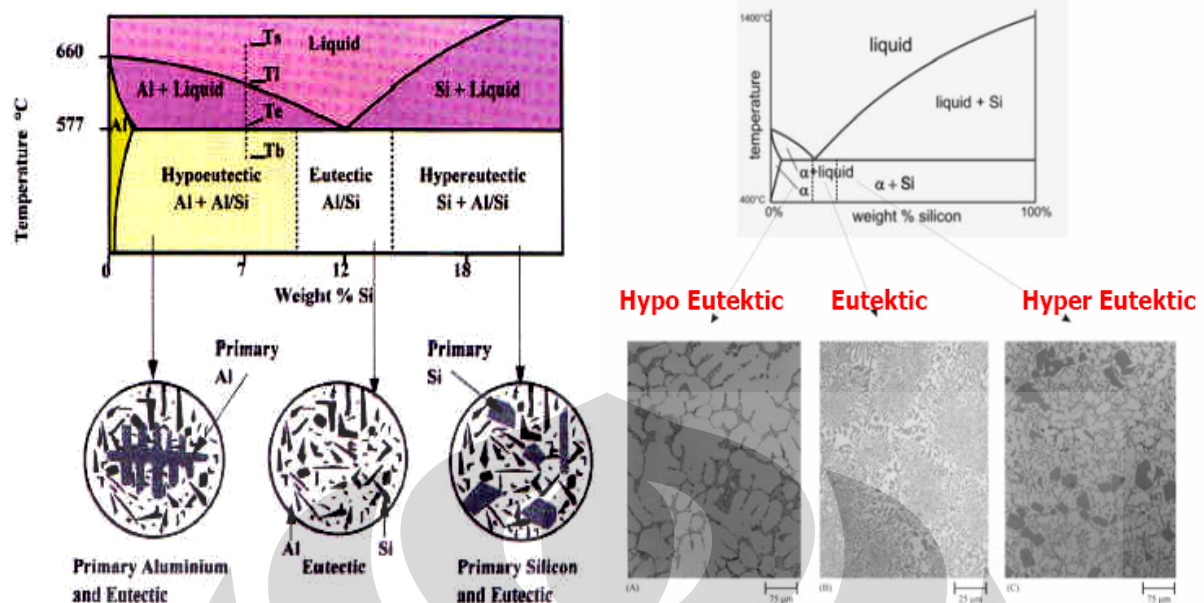 Temperature °C
660
577
Ts
Liquid
Tl
Al + Liquid
Si + Liquid
Te
Al
Tb
Hypoeutectic
Al + Al/Si
Eutectic
Al/Si
Hypereutectic
Si + Al/Si
0
7
12
18
Weight % Si
Primary
Al
Primary
Si
Al
Si
Primary Aluminium
and Eutectic
Eutectic
Primary Silicon
and Eutectic
1400°C
temperature
400°C
liquid
liquid + Si
α+liquid
α
α + Si
0%
weight % silicon
100%
Hypo Eutektic
Eutektic
Hyper Eutektic
(A)
75 µm
(B)
25 µm
(C)
75 µm